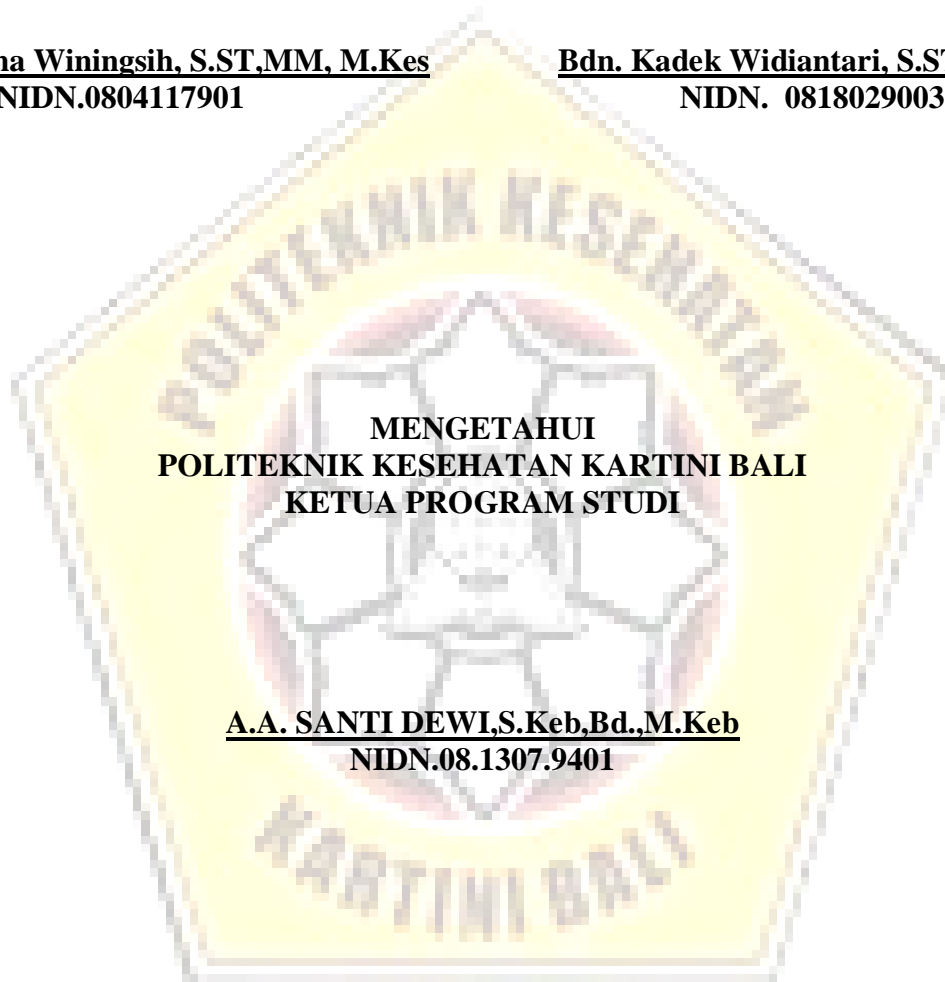 na Winingsih, S.ST,MM, M.Kes Bdn. Kadek Widiantari, S.ST
NIDN.0804117901 NIDN. 0818029003
POLITEKNIK KESEHATAN
MENGETAHUI
POLITEKNIK KESEHATAN KARTINI BALI
KETUA PROGRAM STUDI
A.A. SANTI DEWI,S.Keb,Bd.,M.Keb
NIDN.08.1307.9401
KARTINI BALI